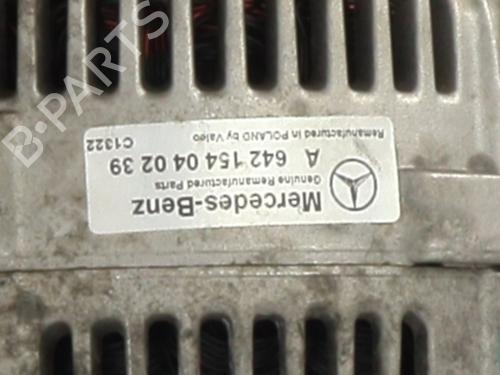 Mercedes-Benz
Genuine Remanufactured Parts
A 642 154 04 02 39
Remanufactured in POLAND by Valeo
C1322
B-PARTS